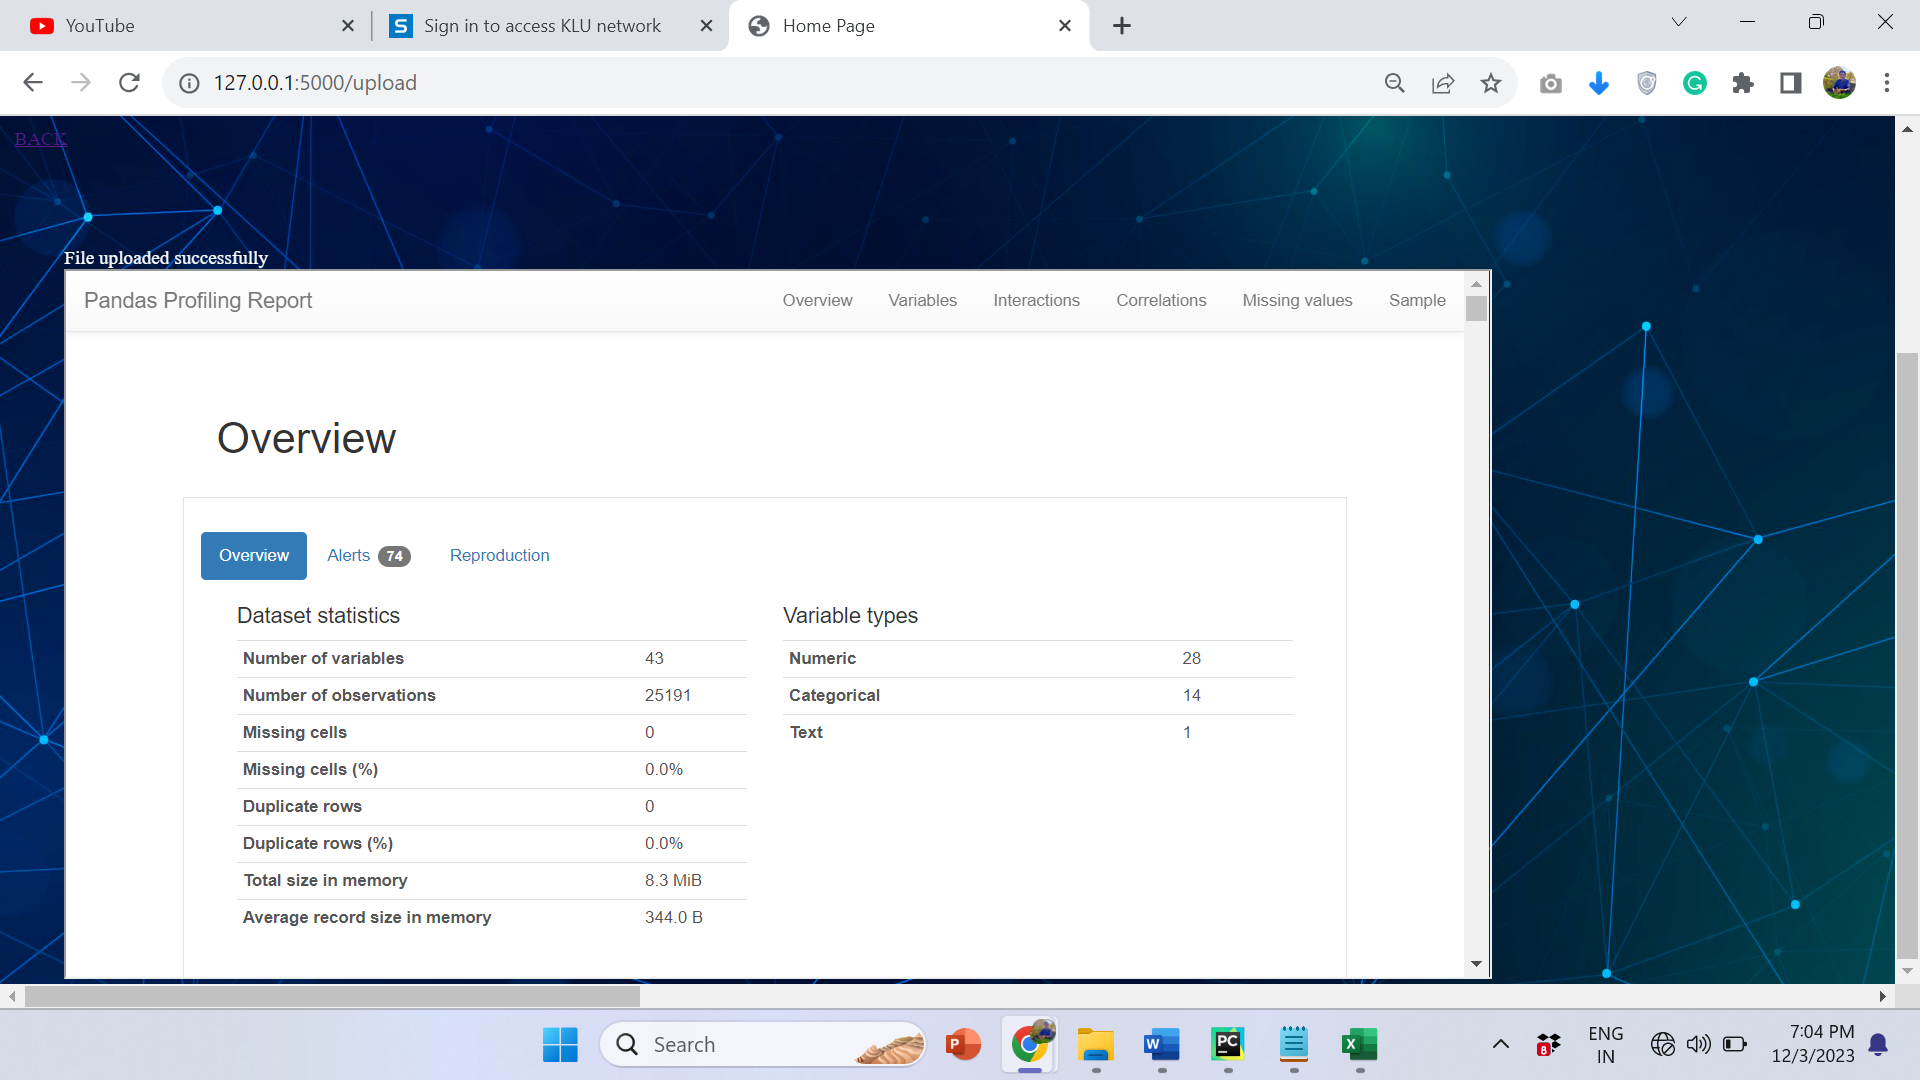 YouTube
Sign in to access KLU network
Home Page
127.0.0.1:5000/upload
BACK
File uploaded successfully
Pandas Profiling Report
Overview Variables Interactions Correlations Missing values Sample
Overview
Overview Alerts 74 Reproduction
Dataset statistics
Number of variables 43
Number of observations 25191
Missing cells 0
Missing cells (%) 0.0%
Duplicate rows 0
Duplicate rows (%) 0.0%
Total size in memory 8.3 MiB
Average record size in memory 344.0 B
Variable types
Numeric 28
Categorical 14
Text 1
Search
ENG
IN
7:04 PM
12/3/2023